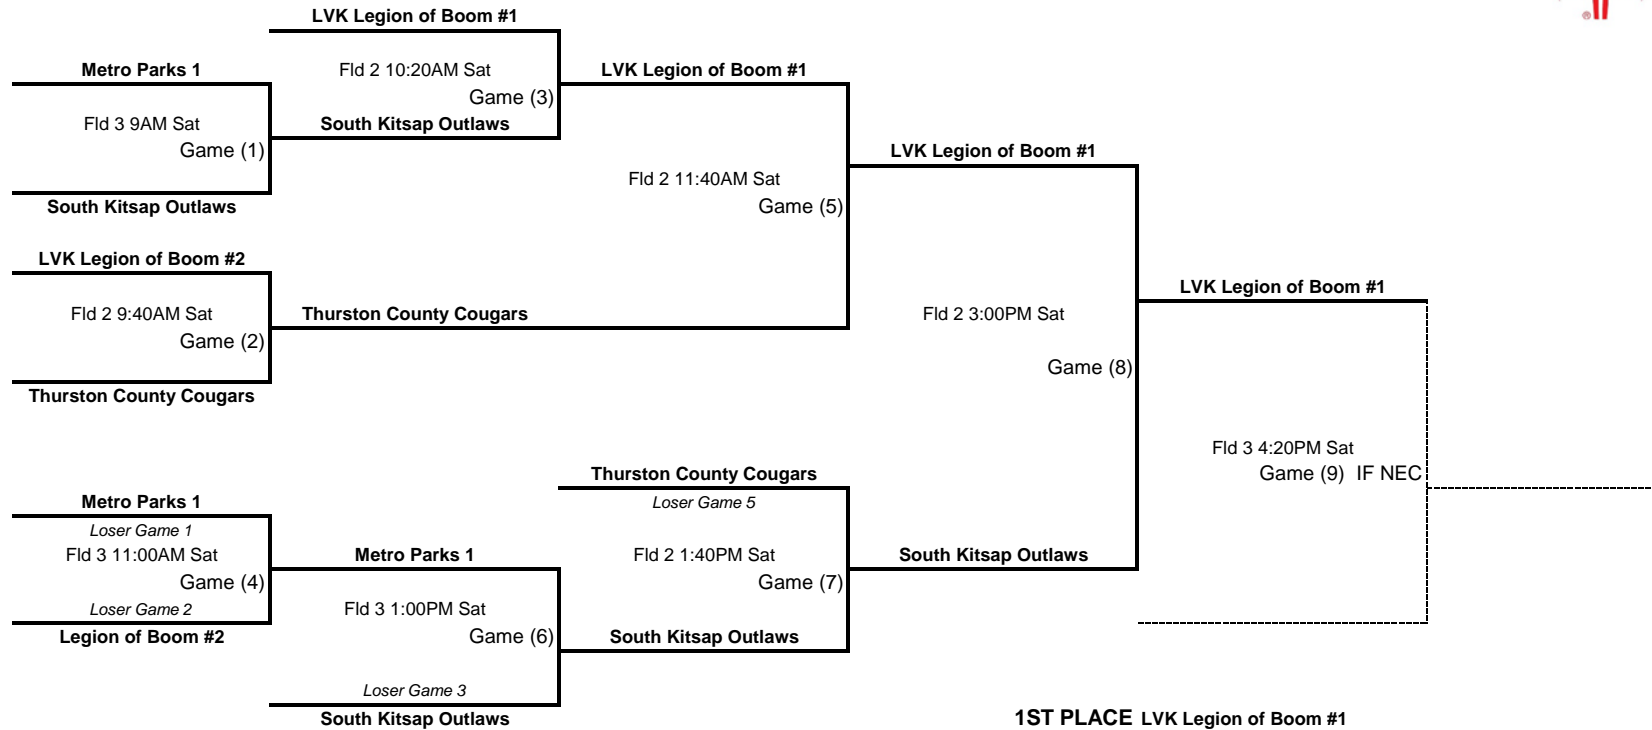 LVK Legion of Boom #1
Metro Parks 1
Fld 2 10:20AM Sat
LVK Legion of Boom #1
Game (3)
Fld 3 9AM Sat
South Kitsap Outlaws
Game (1)
LVK Legion of Boom #1
Fld 2 11:40AM Sat
South Kitsap Outlaws
Game (5)
LVK Legion of Boom #2
LVK Legion of Boom #1
Fld 2 9:40AM Sat
Thurston County Cougars
Fld 2 3:00PM Sat
Game (2)
Game (8)
Thurston County Cougars
Fld 3 4:20PM Sat
Thurston County Cougars
Game (9) IF NEC
Metro Parks 1
Loser Game 5
Loser Game 1
Fld 3 11:00AM Sat
Metro Parks 1
Fld 2 1:40PM Sat
South Kitsap Outlaws
Game (4)
Game (7)
Loser Game 2
Fld 3 1:00PM Sat
Legion of Boom #2
Game (6)
South Kitsap Outlaws
Loser Game 3
South Kitsap Outlaws
1ST PLACE LVK Legion of Boom #1
®